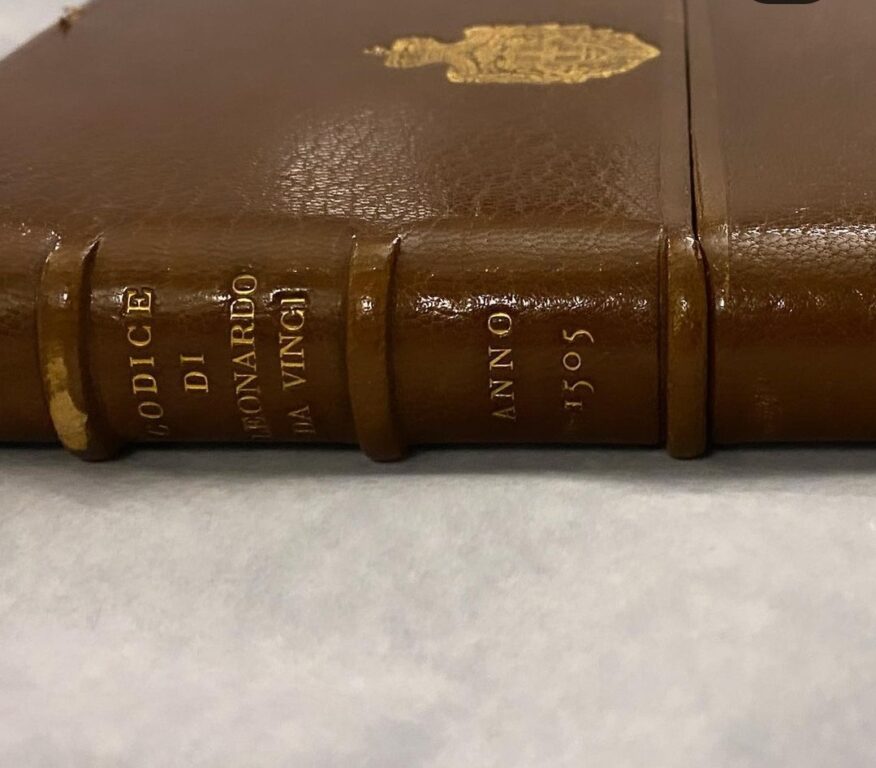 CODICE
DI
LEONARDO
DA VINCI
ANNO
1505